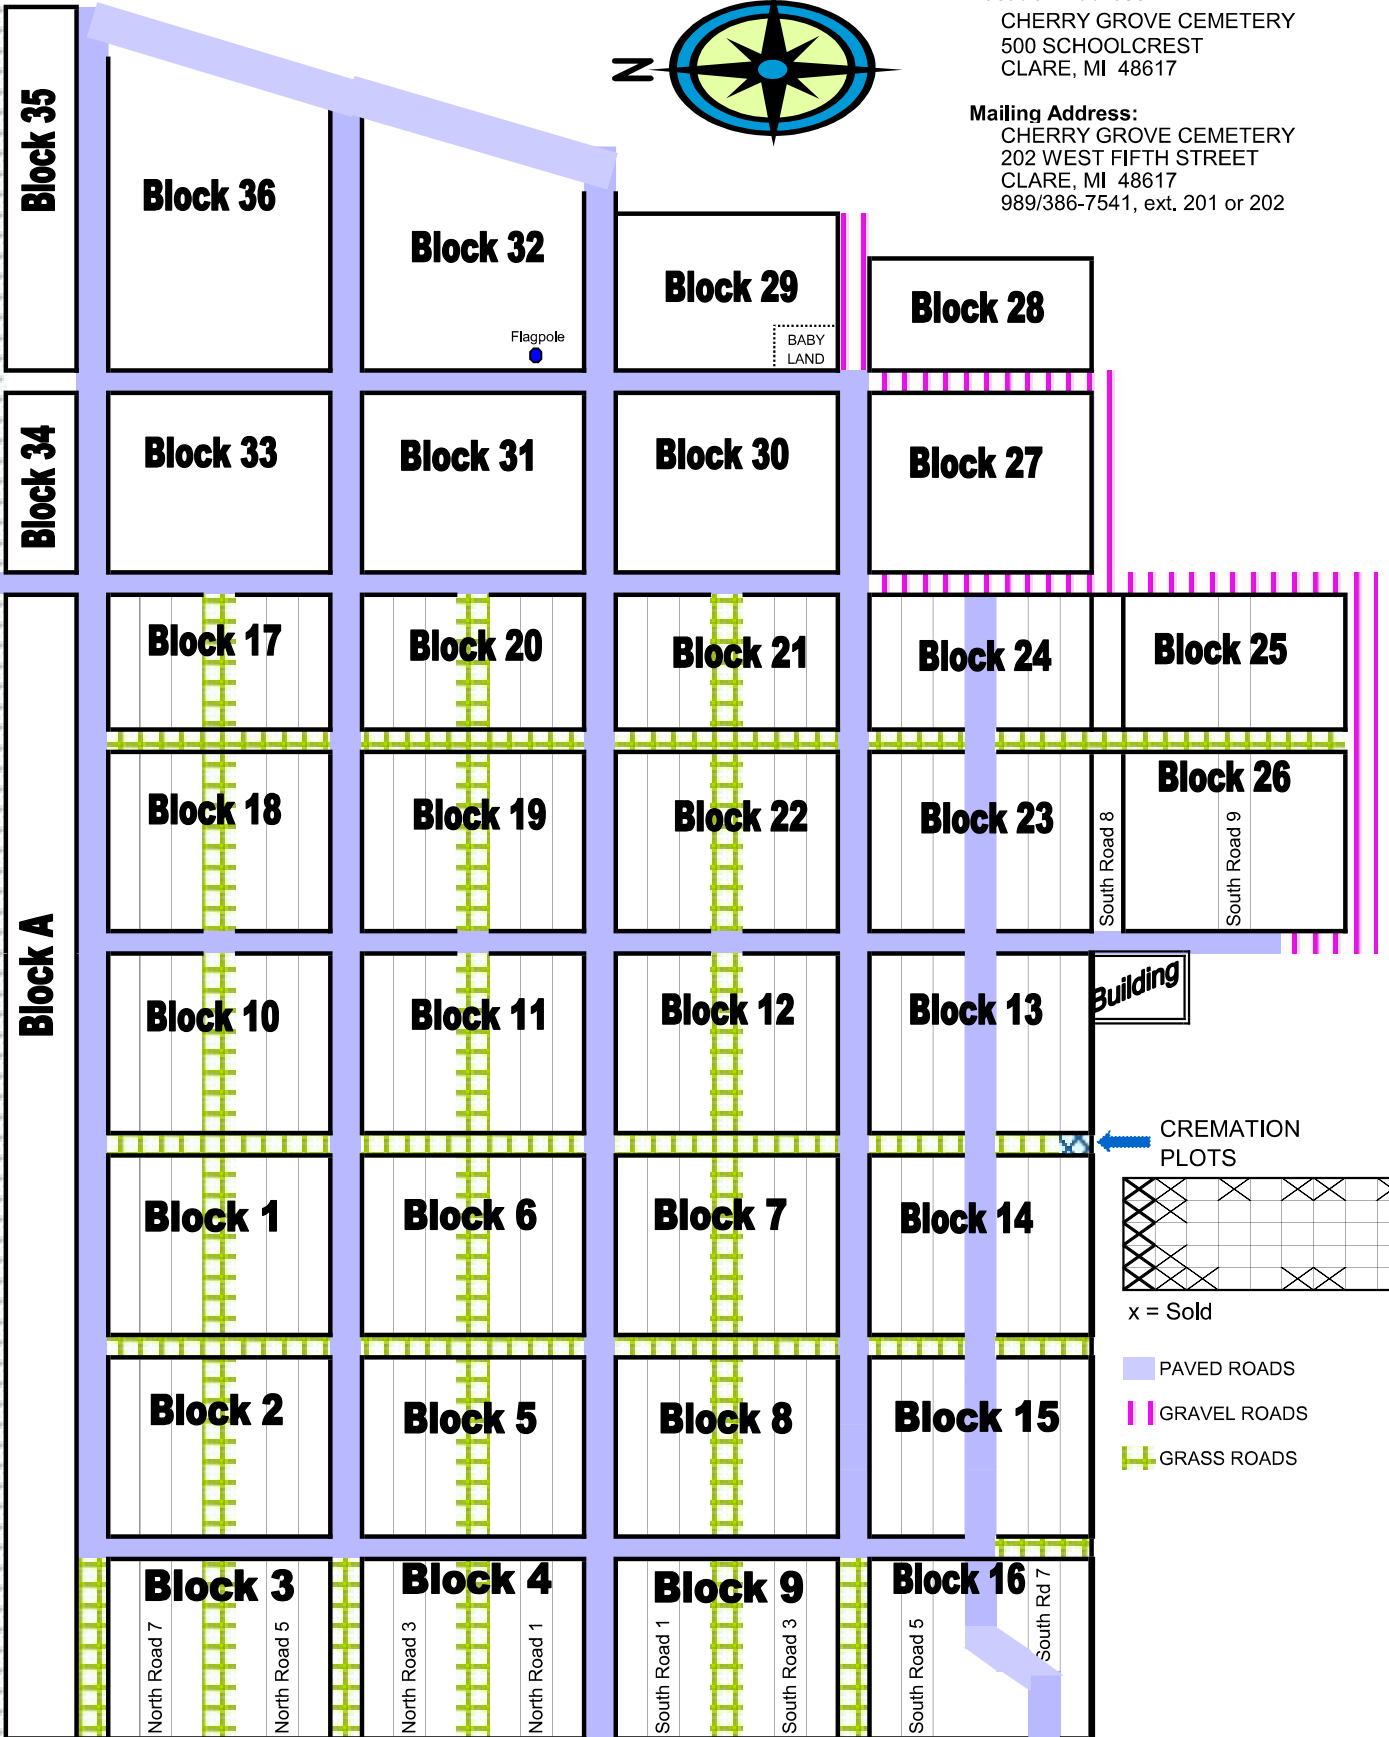 CHERRY GROVE CEMETERY
500 SCHOOLCREST
CLARE, MI 48617
N
Mailing Address:
CHERRY GROVE CEMETERY
202 WEST FIFTH STREET
CLARE, MI 48617
989/386-7541, ext. 201 or 202
Block 35
Block 36
Block 32
Block 29
Block 28
Flagpole
BABY
LAND
Block 34
Block 33
Block 31
Block 30
Block 27
Block 17
Block 20
Block 21
Block 24
Block 25
Block 18
Block 19
Block 22
Block 23
Block 26
South Road 8
South Road 9
Block A
Block 10
Block 11
Block 12
Block 13
Building
CREMATION
PLOTS
Block 1
Block 6
Block 7
Block 14
x = Sold
PAVED ROADS
GRAVEL ROADS
GRASS ROADS
Block 2
Block 5
Block 8
Block 15
Block 3
Block 4
Block 9
Block 16
North Road 7
North Road 5
North Road 3
North Road 1
South Road 1
South Road 3
South Road 5
South Rd 7